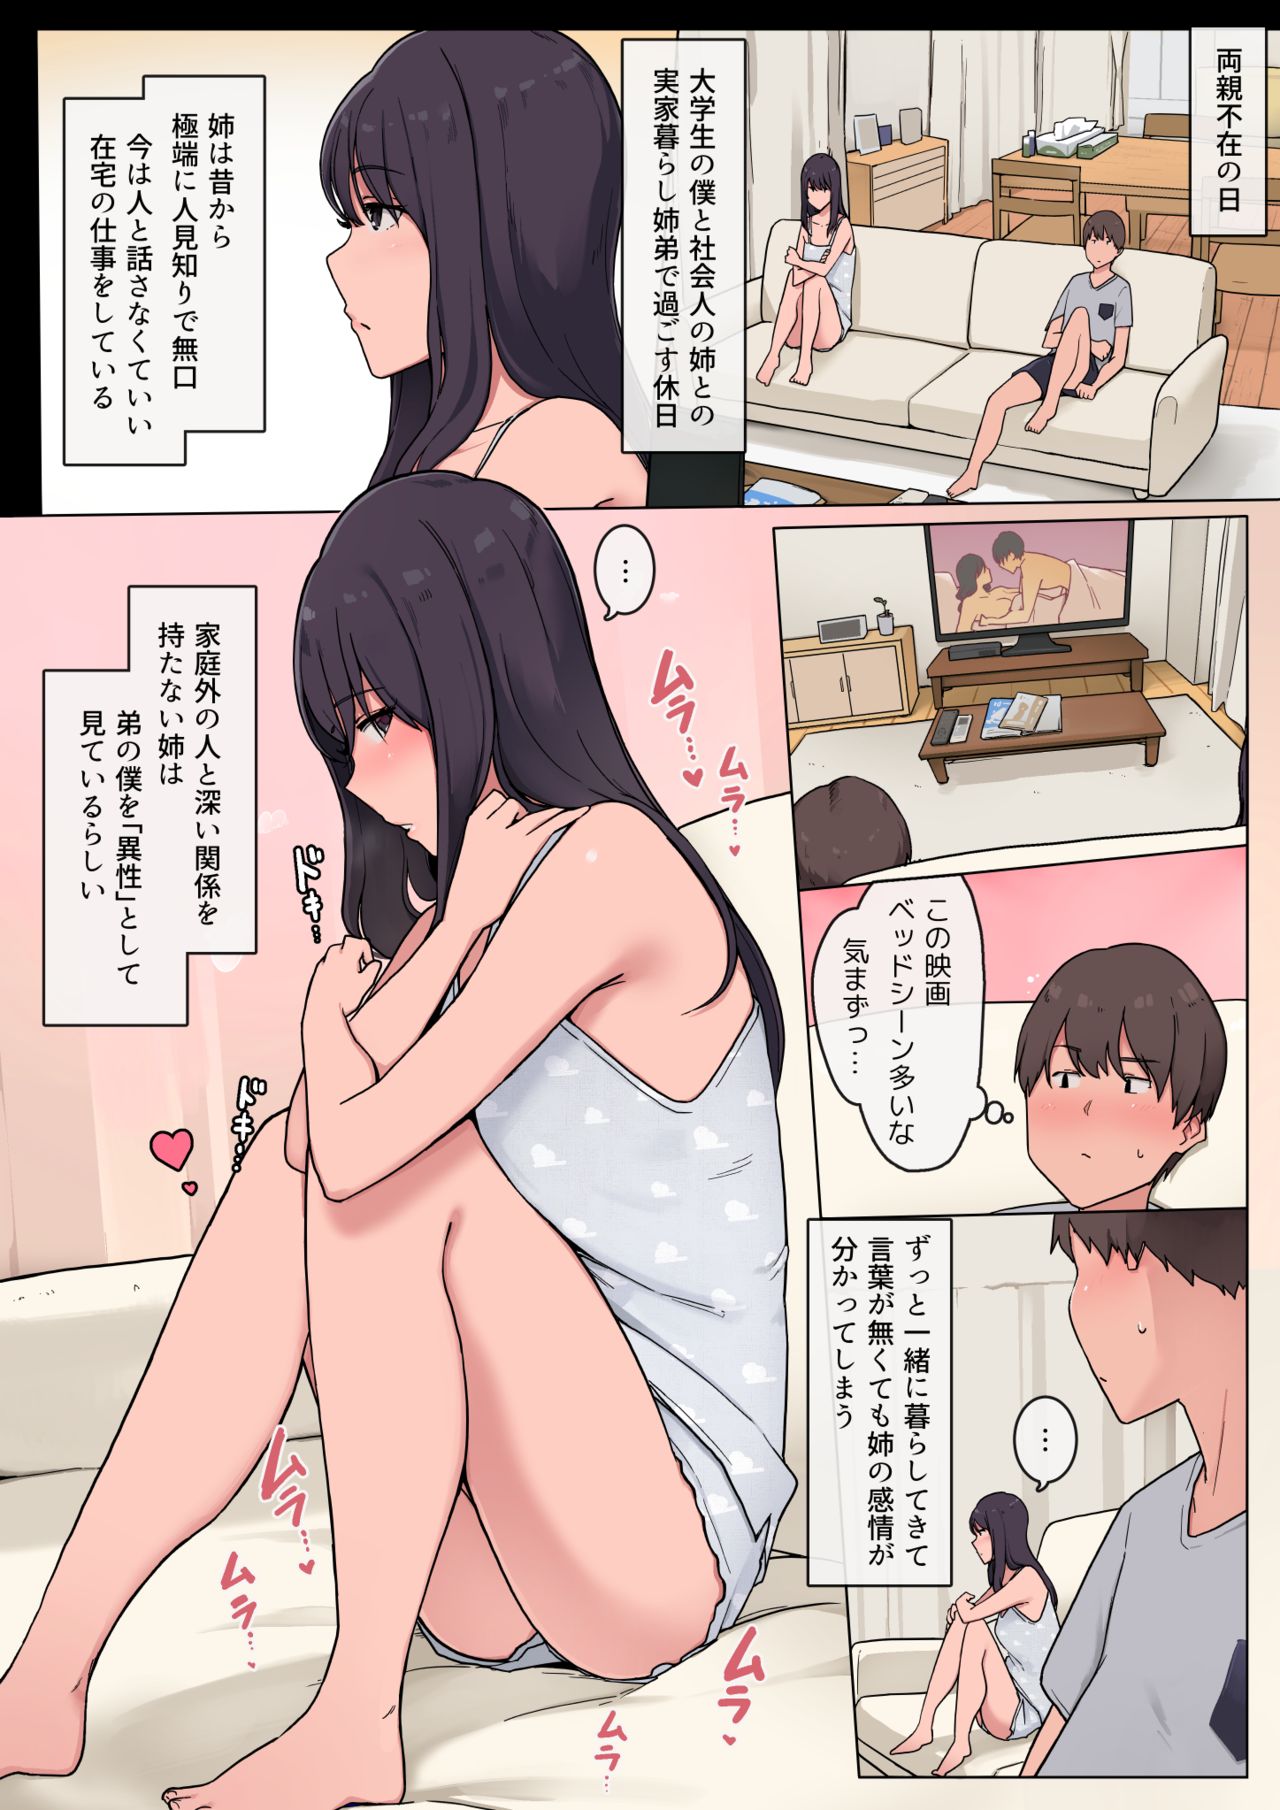 両親不在の日
大学生の僕と社会人の姉との
実家暮らし姉弟で過ごす休日
姉は昔から
極端に人見知りで無口
今は人と話さなくていい
在宅の仕事をしている
この映画
ベッドシーン多いな
気まずっ…
ずっと一緒に暮らしてきて
言葉が無くても姉の感情が
分かってしまう
…
…
ムラ…♥
ムラ…♥
家庭外の人と深い関係を
持たない姉は
弟の僕を「異性」として
見ているらしい
ドキ…
ドキ…
ムラ…♥
ムラ…♥
ムラ…♥
ムラ…♥